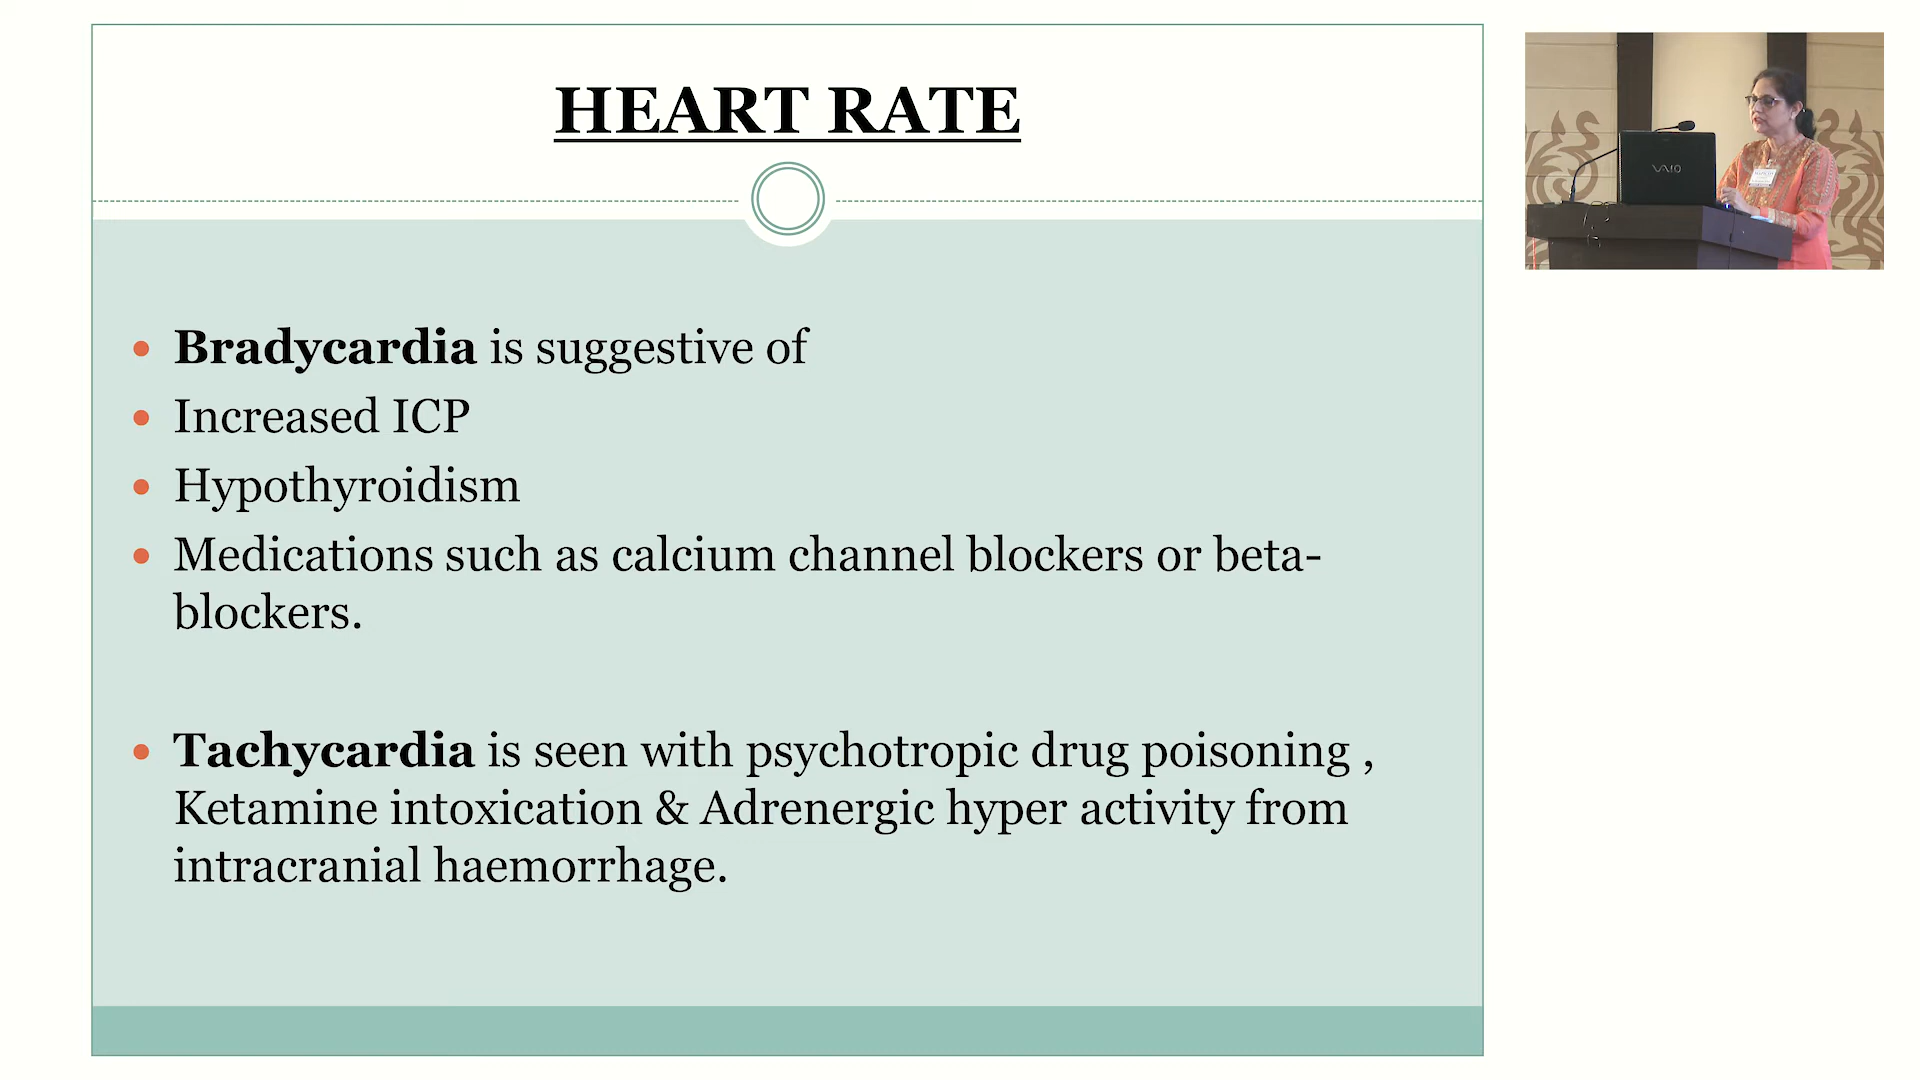 HEART RATE
Bradycardia is suggestive of
Increased ICP
Hypothyroidism
Medications such as calcium channel blockers or beta-
blockers.
Tachycardia is seen with psychotropic drug poisoning ,
Ketamine intoxication & Adrenergic hyper activity from
intracranial haemorrhage.
VAIO